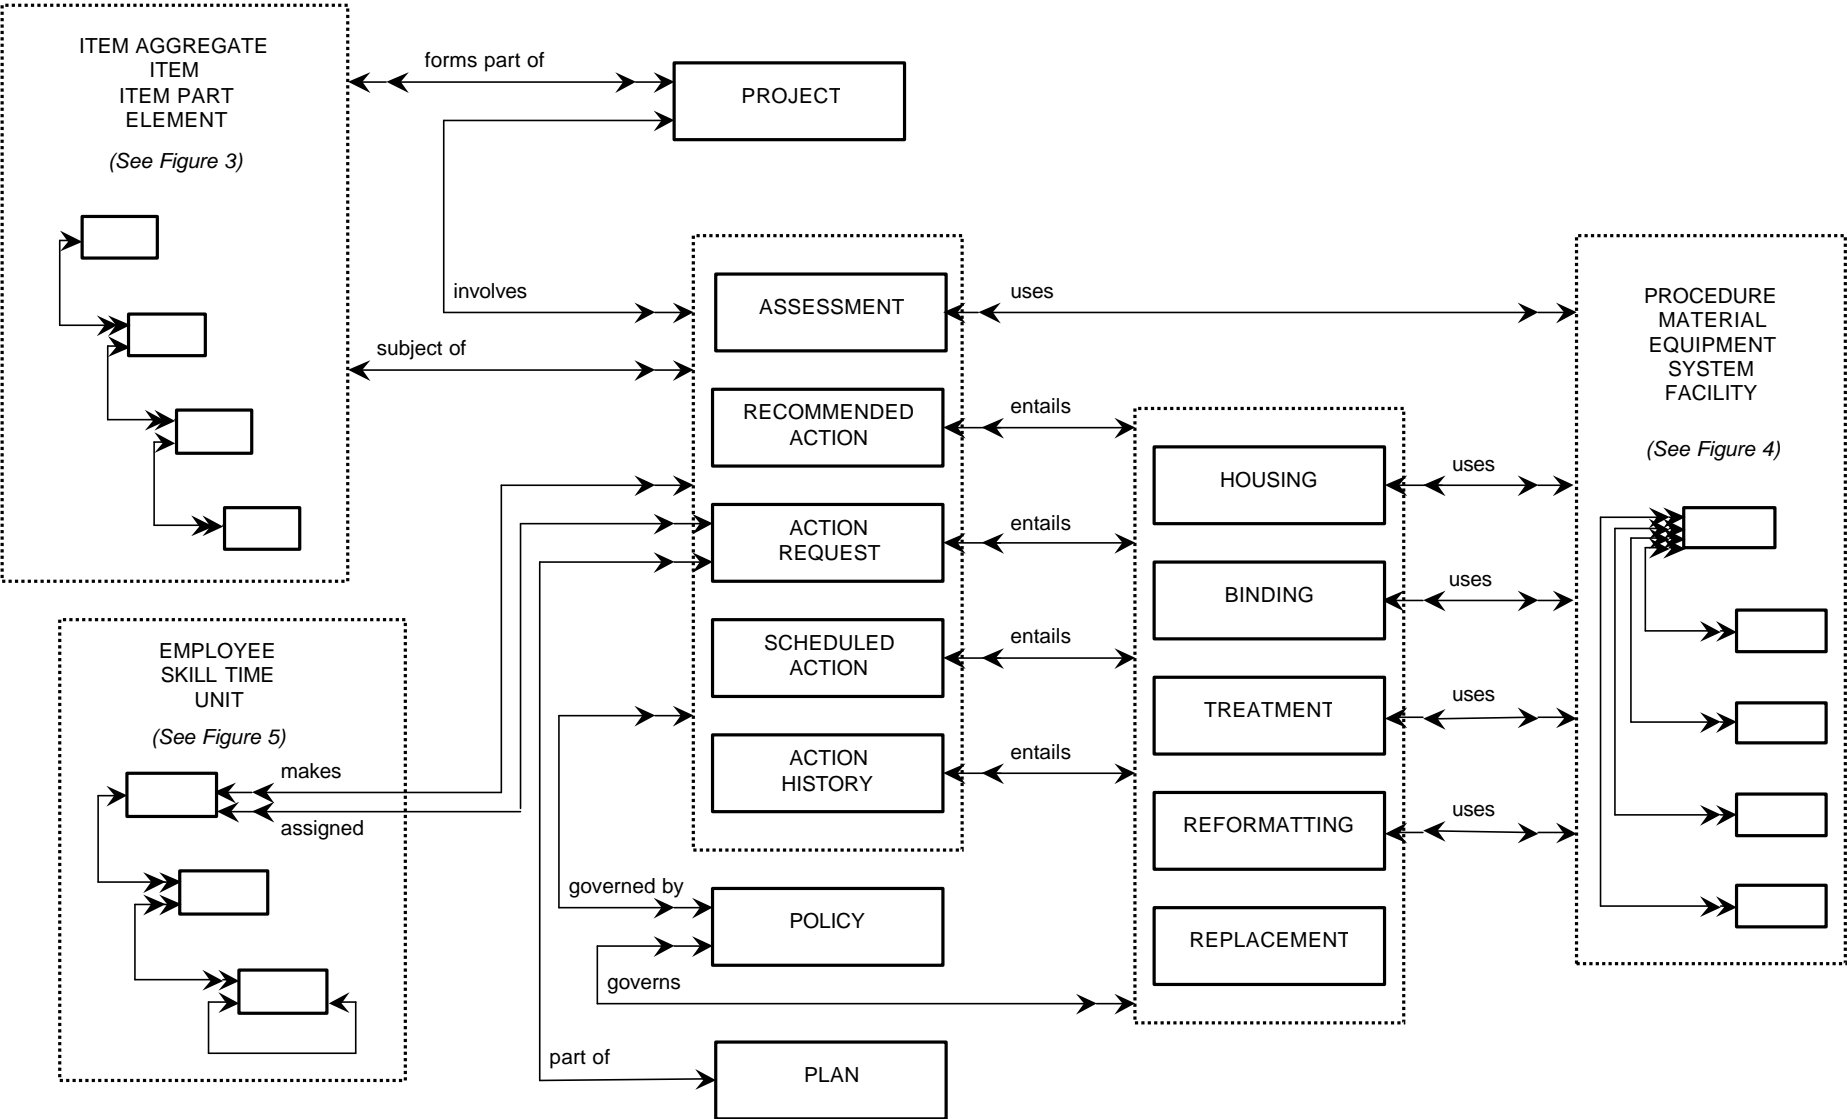 ITEM AGGREGATE
ITEM
ITEM PART
ELEMENT
(See Figure 3)
forms part of
PROJECT
involves
subject of
ASSESSMENT
uses
RECOMMENDED
ACTION
entails
ACTION
REQUEST
entails
SCHEDULED
ACTION
entails
ACTION
HISTORY
entails
HOUSING
uses
BINDING
uses
TREATMENT
uses
REFORMATTING
uses
REPLACEMENT
PROCEDURE
MATERIAL
EQUIPMENT
SYSTEM
FACILITY
(See Figure 4)
EMPLOYEE
SKILL TIME
UNIT
(See Figure 5)
makes
assigned
governed by
POLICY
governs
part of
PLAN